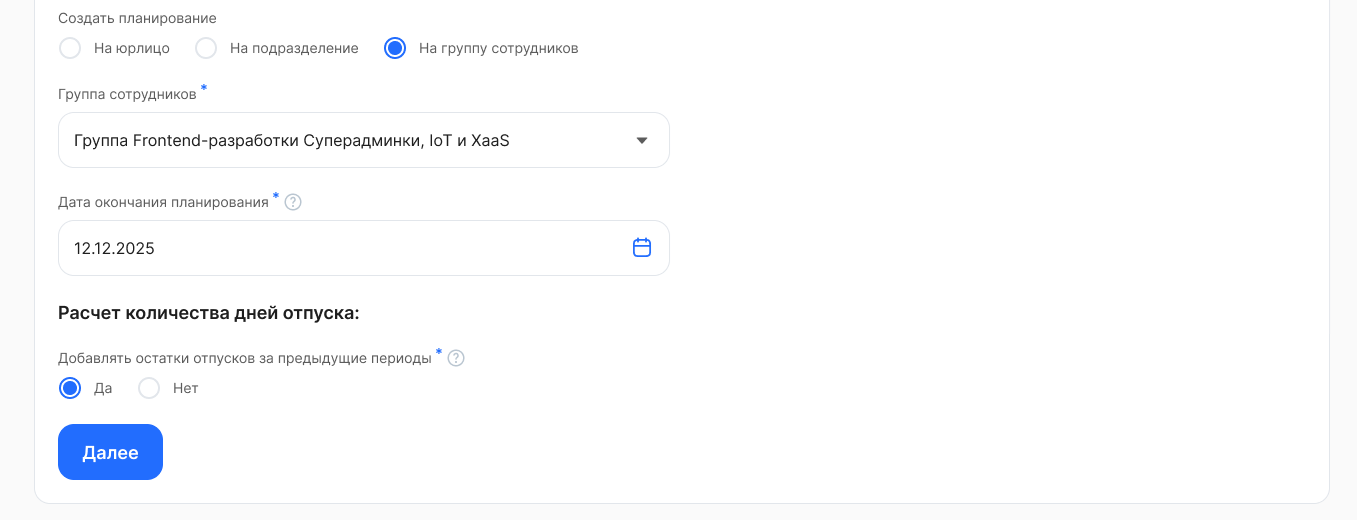 Создать планирование
На юрлицо На подразделение На группу сотрудников
Группа сотрудников *
Группа Frontend-разработки Суперадминки, IoT и XaaS
Дата окончания планирования * ?
12.12.2025
Расчет количества дней отпуска:
Добавлять остатки отпусков за предыдущие периоды * ?
Да Нет
Далее